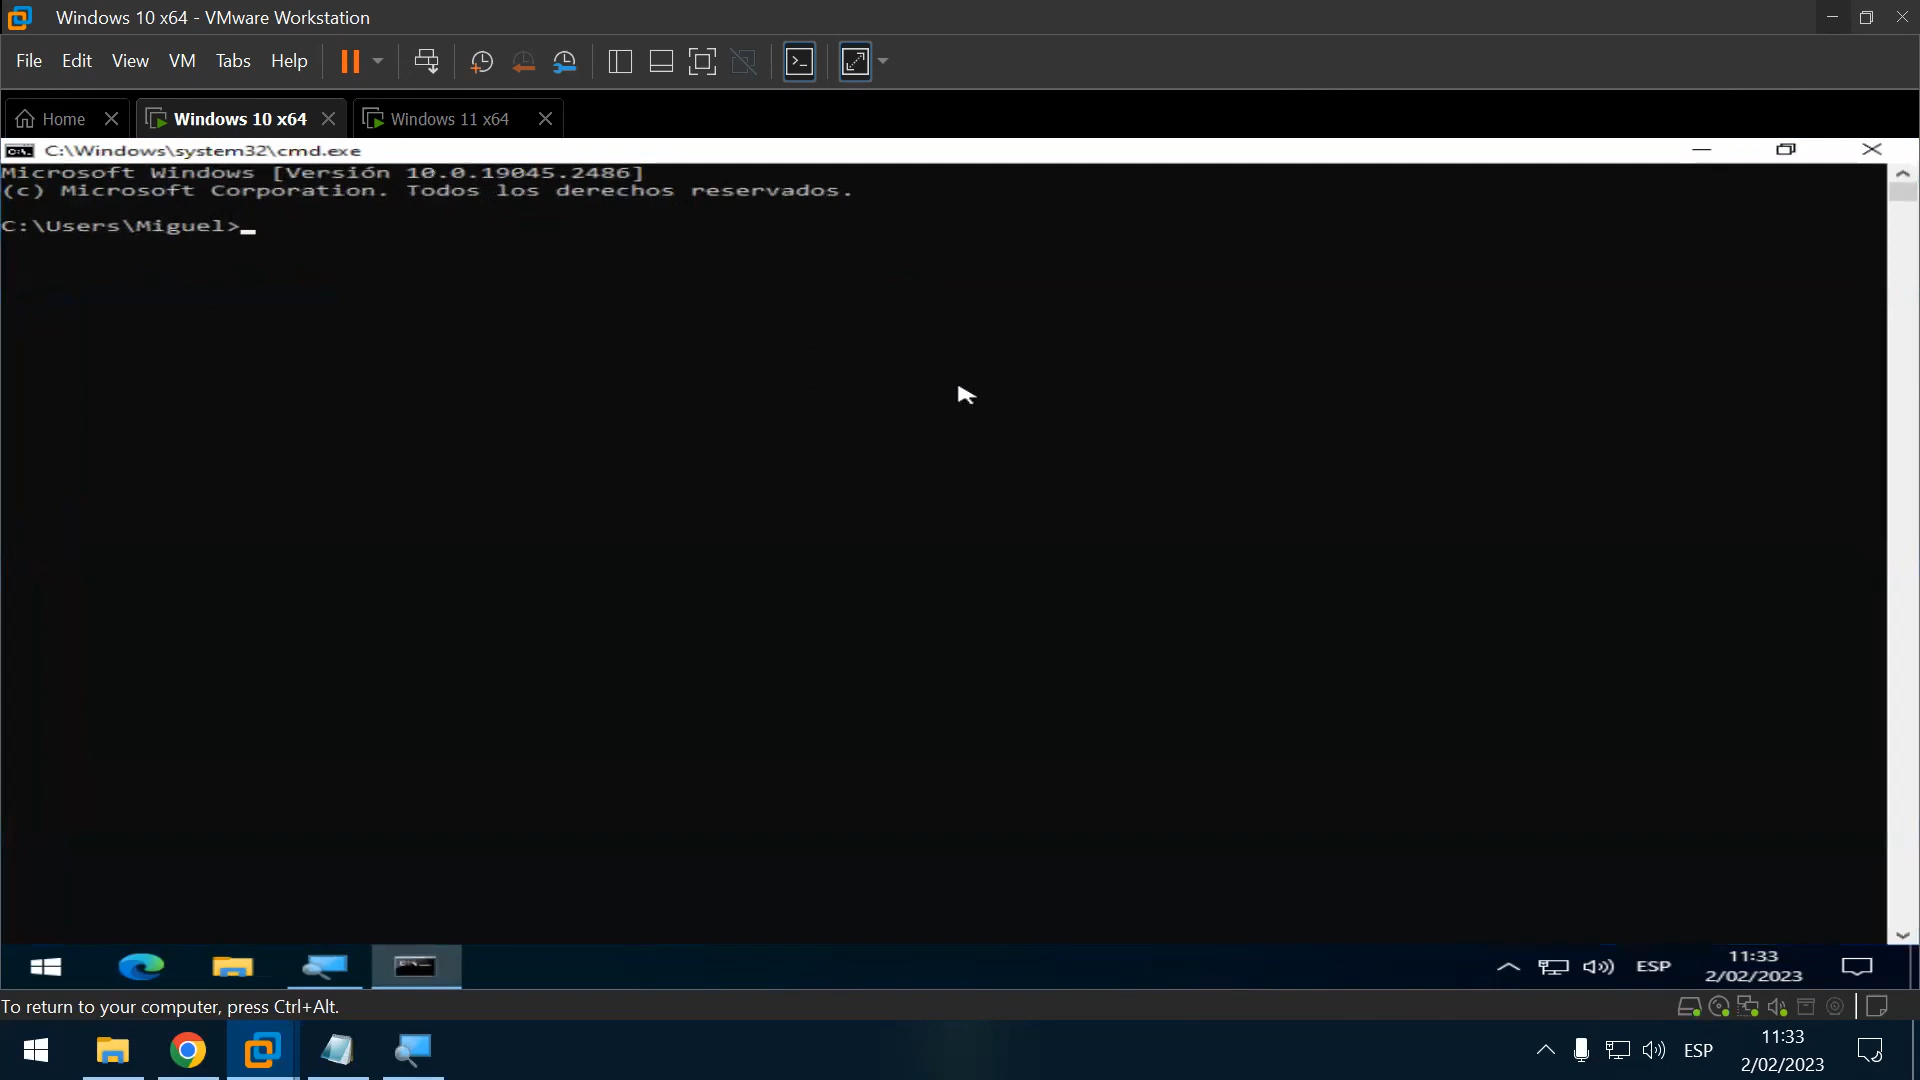 Windows 10 x64 - VMware Workstation
File Edit View VM Tabs Help
Home Windows 10 x64 Windows 11 x64
C:\Windows\system32\cmd.exe
Microsoft Windows [Versión 10.0.19045.2486]
(c) Microsoft Corporation. Todos los derechos reservados.
C:\Users\Miguel>
ESP
11:33
2/02/2023
To return to your computer, press Ctrl+Alt.
ESP
11:33
2/02/2023